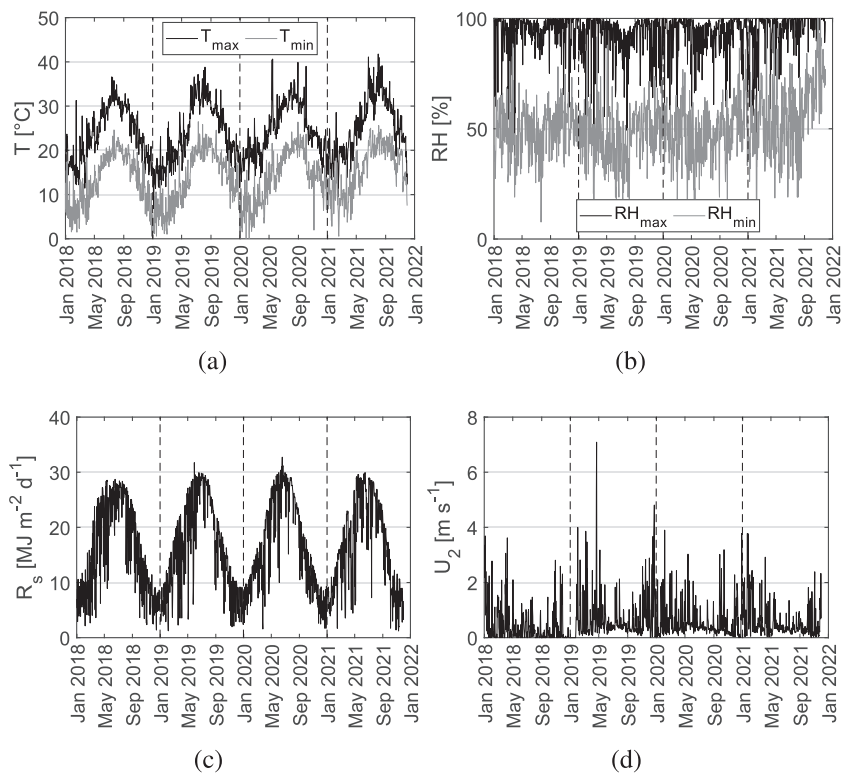 50
40
30
20
10
0
T [°C]
T_max T_min
Jan 2018
May 2018
Sep 2018
Jan 2019
May 2019
Sep 2019
Jan 2020
May 2020
Sep 2020
Jan 2021
May 2021
Sep 2021
Jan 2022
(a)
100
50
0
RH [%]
RH_max RH_min
Jan 2018
May 2018
Sep 2018
Jan 2019
May 2019
Sep 2019
Jan 2020
May 2020
Sep 2020
Jan 2021
May 2021
Sep 2021
Jan 2022
(b)
40
30
20
10
0
R_s [MJ m^-2 d^-1]
Jan 2018
May 2018
Sep 2018
Jan 2019
May 2019
Sep 2019
Jan 2020
May 2020
Sep 2020
Jan 2021
May 2021
Sep 2021
Jan 2022
(c)
8
6
4
2
0
U_2 [m s^-1]
Jan 2018
May 2018
Sep 2018
Jan 2019
May 2019
Sep 2019
Jan 2020
May 2020
Sep 2020
Jan 2021
May 2021
Sep 2021
Jan 2022
(d)